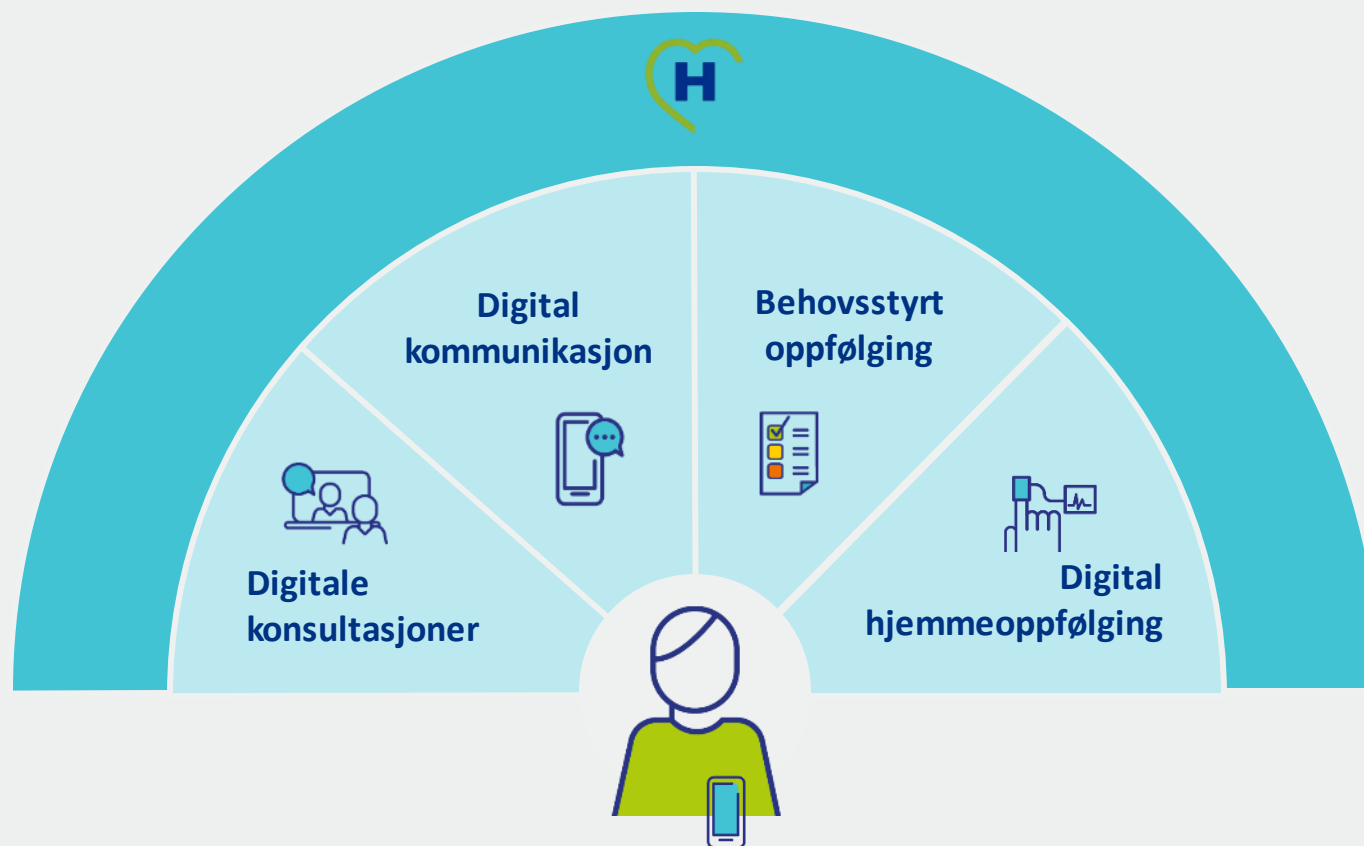 H
Digital
kommunikasjon
Behovsstyrt
oppfølging
Digitale
konsultasjoner
Digital
hjemmeoppfølging